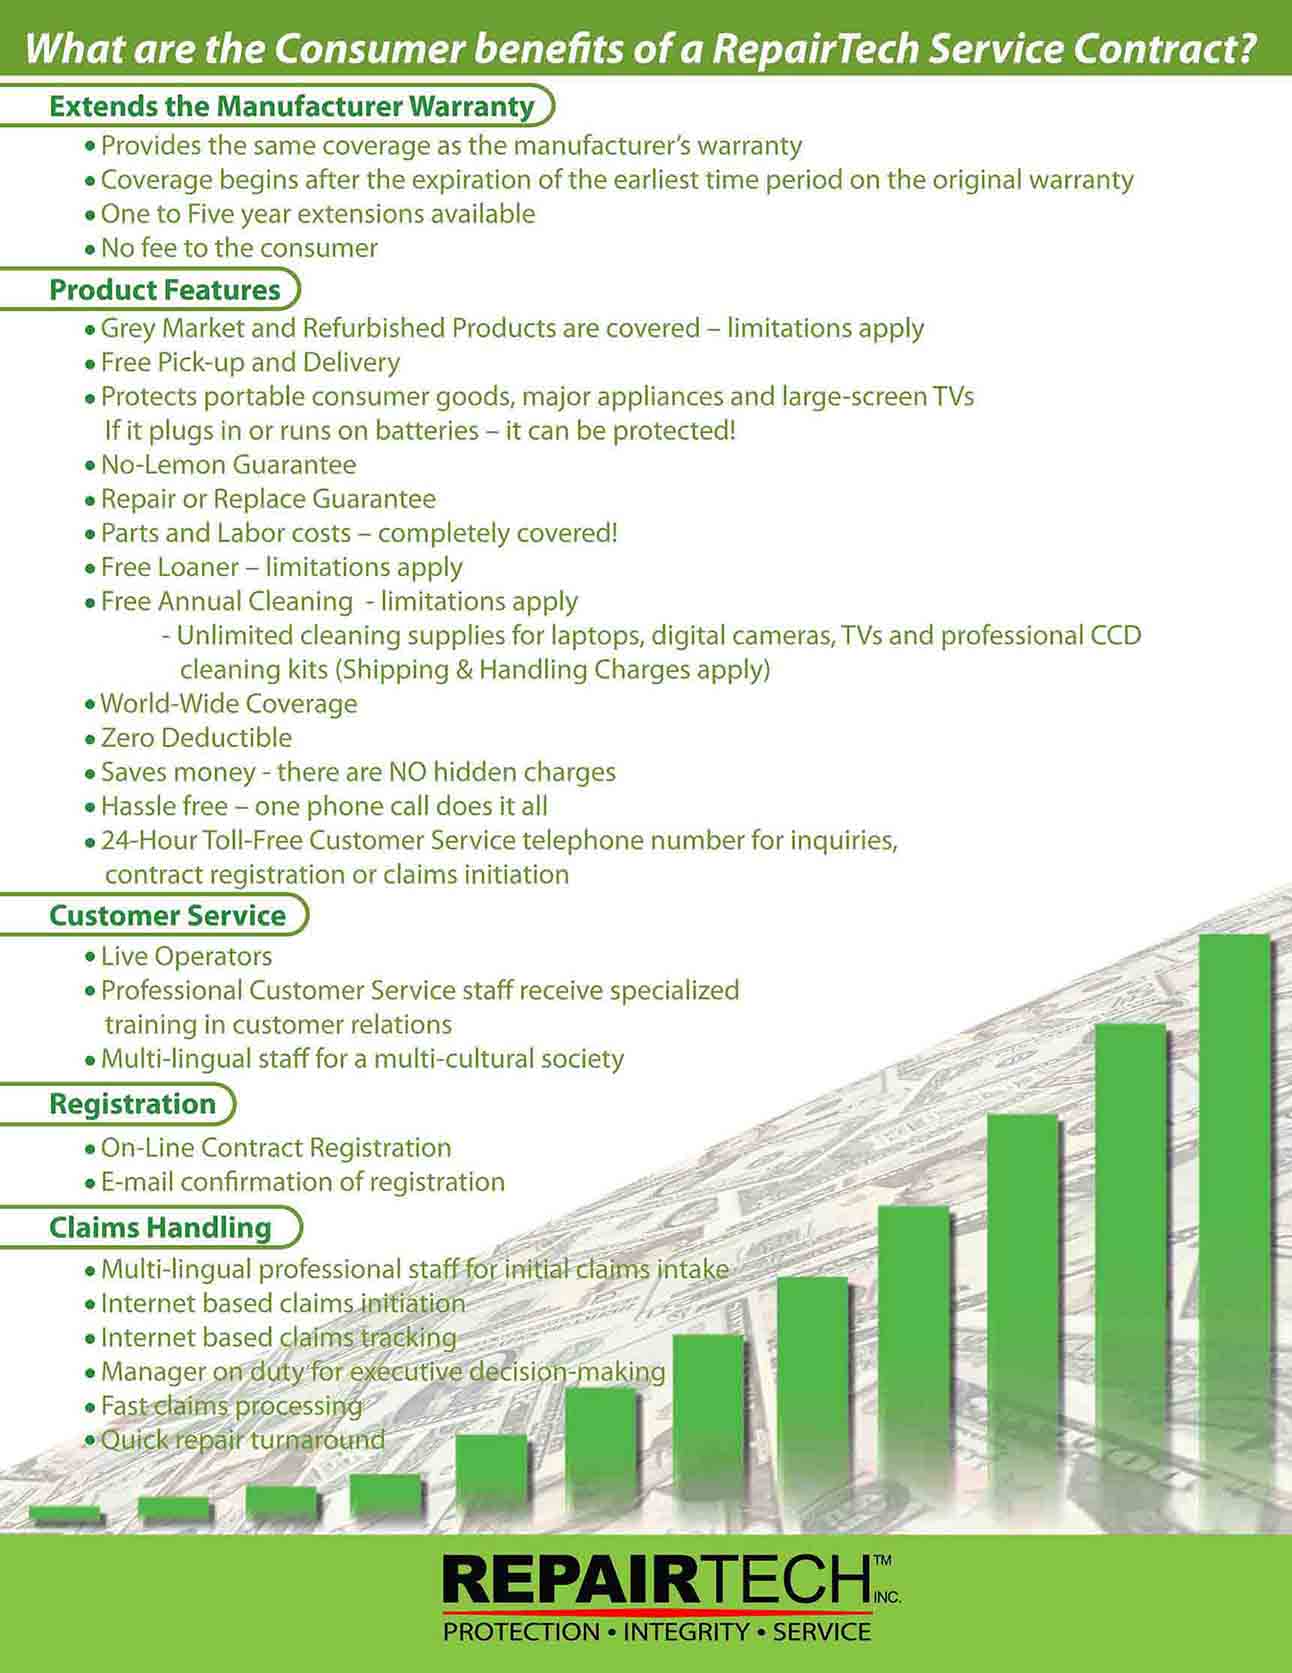 What are the Consumer benefits of a RepairTech Service Contract?
Extends the Manufacturer Warranty
• Provides the same coverage as the manufacturer's warranty
• Coverage begins after the expiration of the earliest time period on the original warranty
• One to Five year extensions available
• No fee to the consumer
Product Features
• Grey Market and Refurbished Products are covered – limitations apply
• Free Pick-up and Delivery
• Protects portable consumer goods, major appliances and large-screen TVs
If it plugs in or runs on batteries – it can be protected!
• No-Lemon Guarantee
• Repair or Replace Guarantee
• Parts and Labor costs – completely covered!
• Free Loaner – limitations apply
• Free Annual Cleaning - limitations apply
- Unlimited cleaning supplies for laptops, digital cameras, TVs and professional CCD
cleaning kits (Shipping & Handling Charges apply)
• World-Wide Coverage
• Zero Deductible
• Saves money - there are NO hidden charges
• Hassle free – one phone call does it all
• 24-Hour Toll-Free Customer Service telephone number for inquiries,
contract registration or claims initiation
Customer Service
• Live Operators
• Professional Customer Service staff receive specialized
training in customer relations
• Multi-lingual staff for a multi-cultural society
Registration
• On-Line Contract Registration
• E-mail confirmation of registration
Claims Handling
• Multi-lingual professional staff for initial claims intake
• Internet based claims initiation
• Internet based claims tracking
• Manager on duty for executive decision-making
• Fast claims processing
• Quick repair turnaround
REPAIRTECH™ INC.
PROTECTION • INTEGRITY • SERVICE